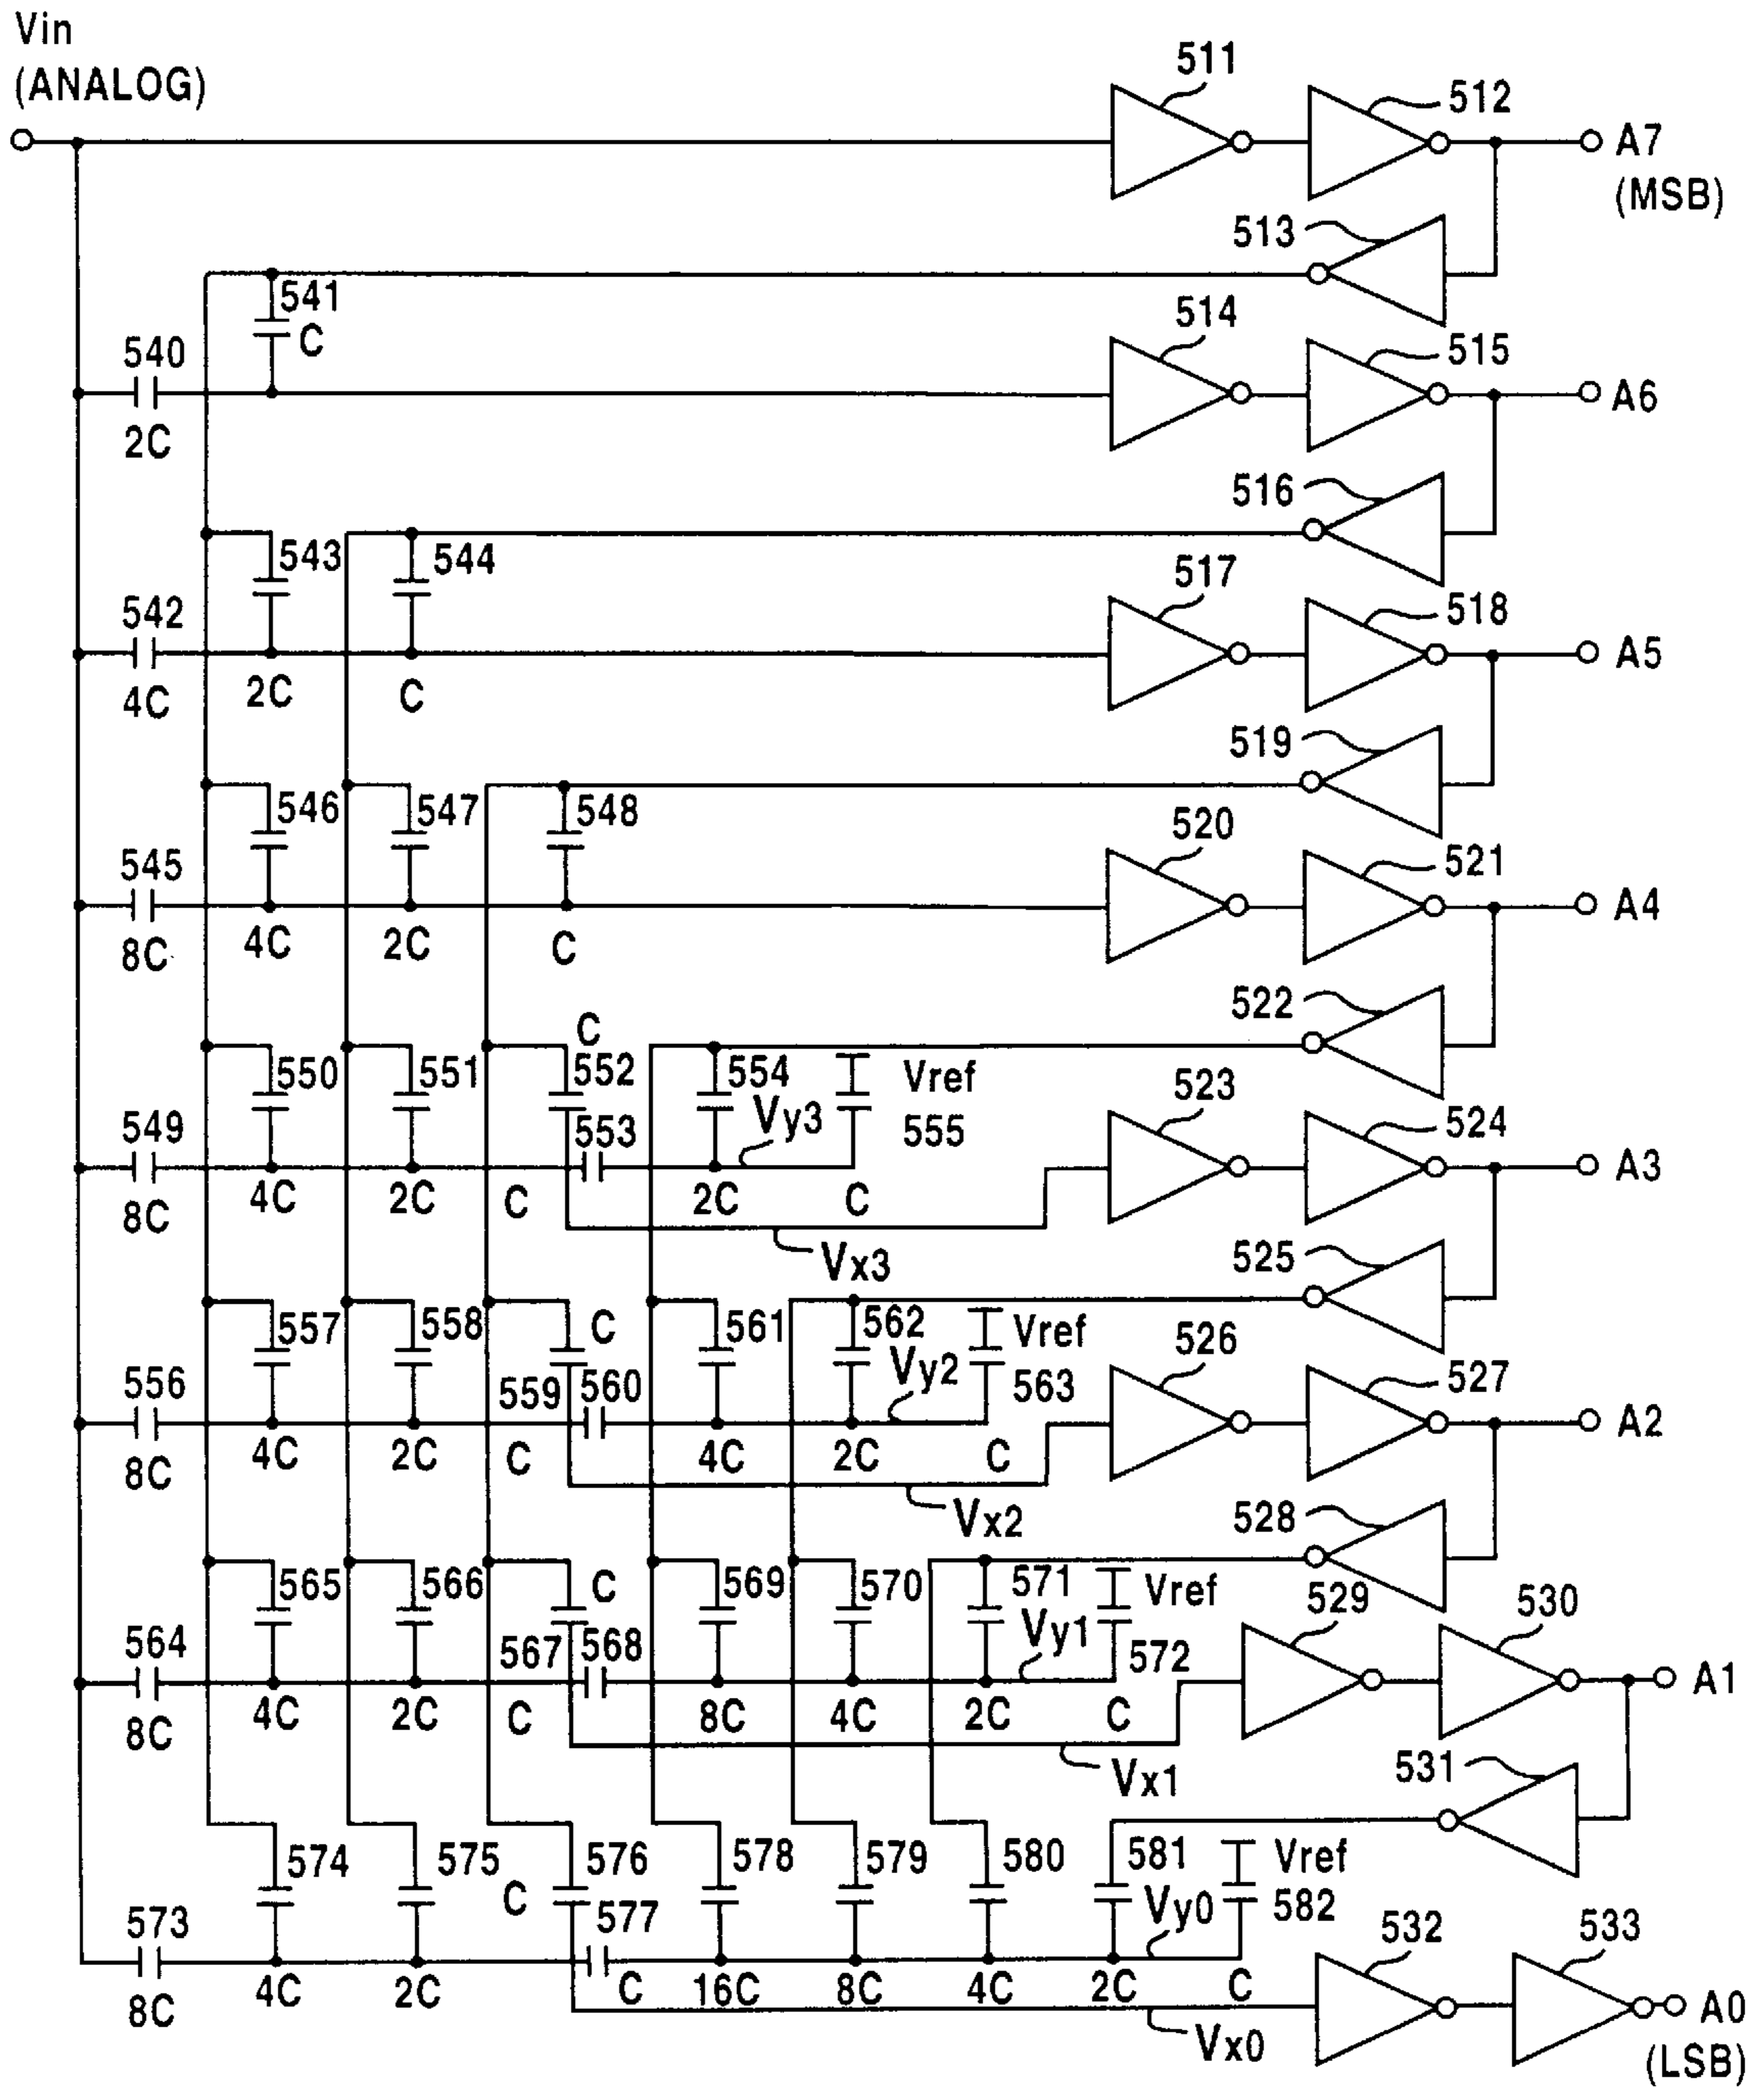 Vin
(ANALOG)
511
512
A7
(MSB)
513
541
C
514
515
540
A6
2C
516
543
544
517
518
542
A5
4C
2C
C
519
546
547
548
520
521
545
A4
8C
4C
2C
C
522
C
550
551
552
554
Vref
523
549
553
Vy3
555
524
A3
8C
4C
2C
C
2C
C
Vx3
525
557
558
C
561
562
Vref
526
556
559
560
Vy2
563
527
A2
8C
4C
2C
C
4C
2C
C
Vx2
528
565
566
C
569
570
571
Vref
529
530
564
567
568
Vy1
572
A1
8C
4C
2C
C
8C
4C
2C
C
Vx1
531
574
575
576
578
579
580
581
Vref
C
573
577
Vy0
582
532
533
8C
4C
2C
C
16C
8C
4C
2C
C
A0
(LSB)
Vx0